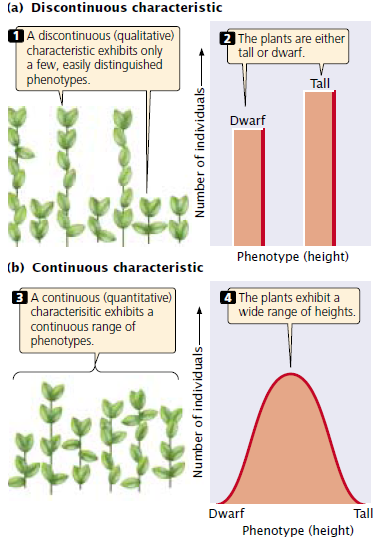 (a) Discontinuous characteristic
1 A discontinuous (qualitative)
characteristic exhibits only
a few, easily distinguished
phenotypes.
2 The plants are either
tall or dwarf.
Number of individuals
Dwarf
Tall
Phenotype (height)
(b) Continuous characteristic
3 A continuous (quantitative)
characterisitic exhibits a
continuous range of
phenotypes.
4 The plants exhibit a
wide range of heights.
Number of individuals
Dwarf
Tall
Phenotype (height)